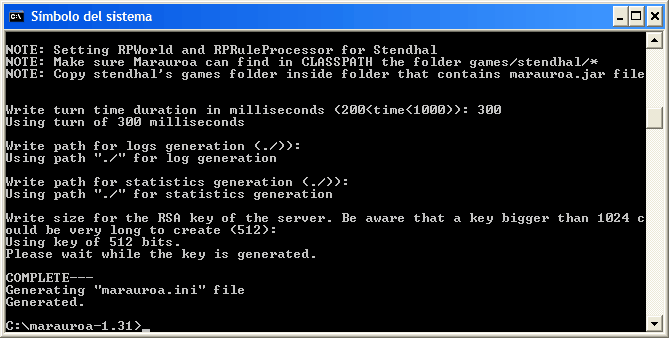 Símbolo del sistema
NOTE: Setting RPWorld and RPRuleProcessor for Stendhal
NOTE: Make sure Marauroa can find in CLASSPATH the folder games/stendhal/*
NOTE: Copy stendhal's games folder inside folder that contains marauroa.jar file
Write turn time duration in milliseconds (200<time<1000)): 300
Using turn of 300 milliseconds
Write path for logs generation (./)):
Using path "./" for log generation
Write path for statistics generation (./)):
Using path "./" for statistics generation
Write size for the RSA key of the server. Be aware that a key bigger than 1024 c
ould be very long to create (512):
Using key of 512 bits.
Please wait while the key is generated.
COMPLETE---
Generating "marauroa.ini" file
Generated.
C:\marauroa-1.31>_